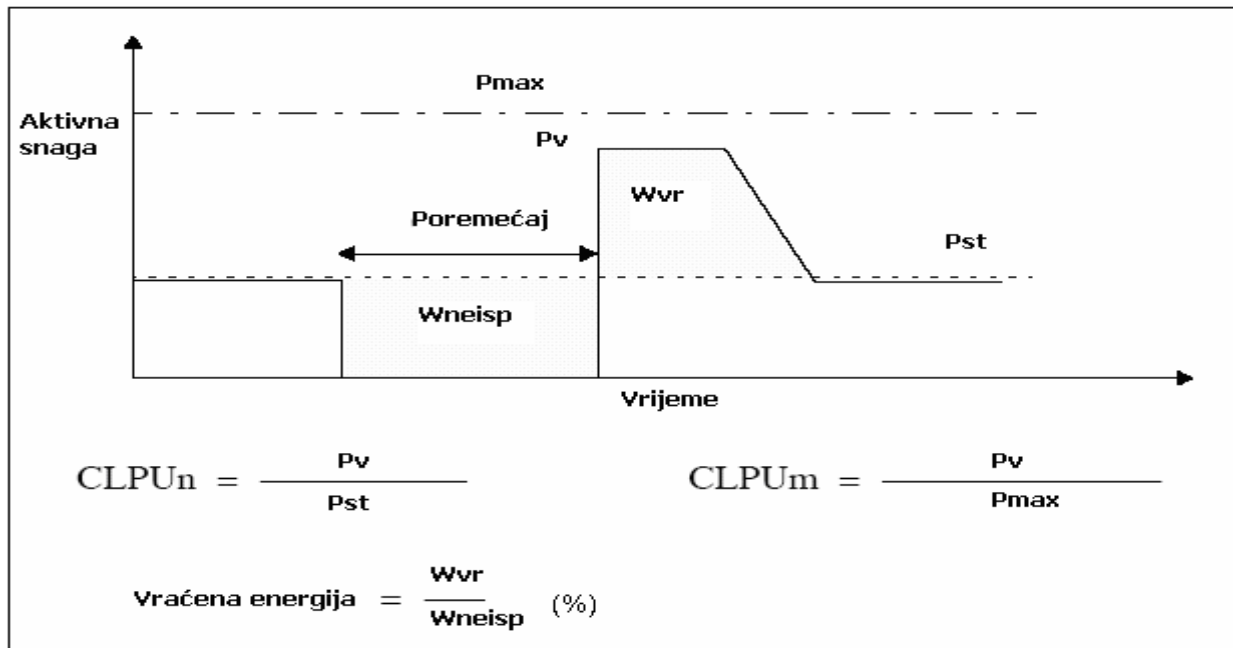 Pmax
Aktivna
snaga
Pv
Wvr
Poremećaj
Pst
Wneisp
Vrijeme
CLPUn = Pv / Pst
CLPUm = Pv / Pmax
Vraćena energija = Wvr / Wneisp (%)